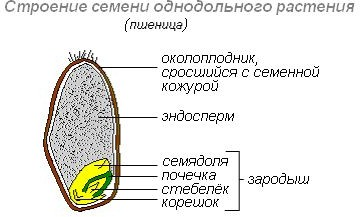 Строение семени однодольного растения
(пшеница)
околоплодник,
сросшийся с семенной
кожурой
эндосперм
семядоля
почечка
стебелёк
корешок
зародыш